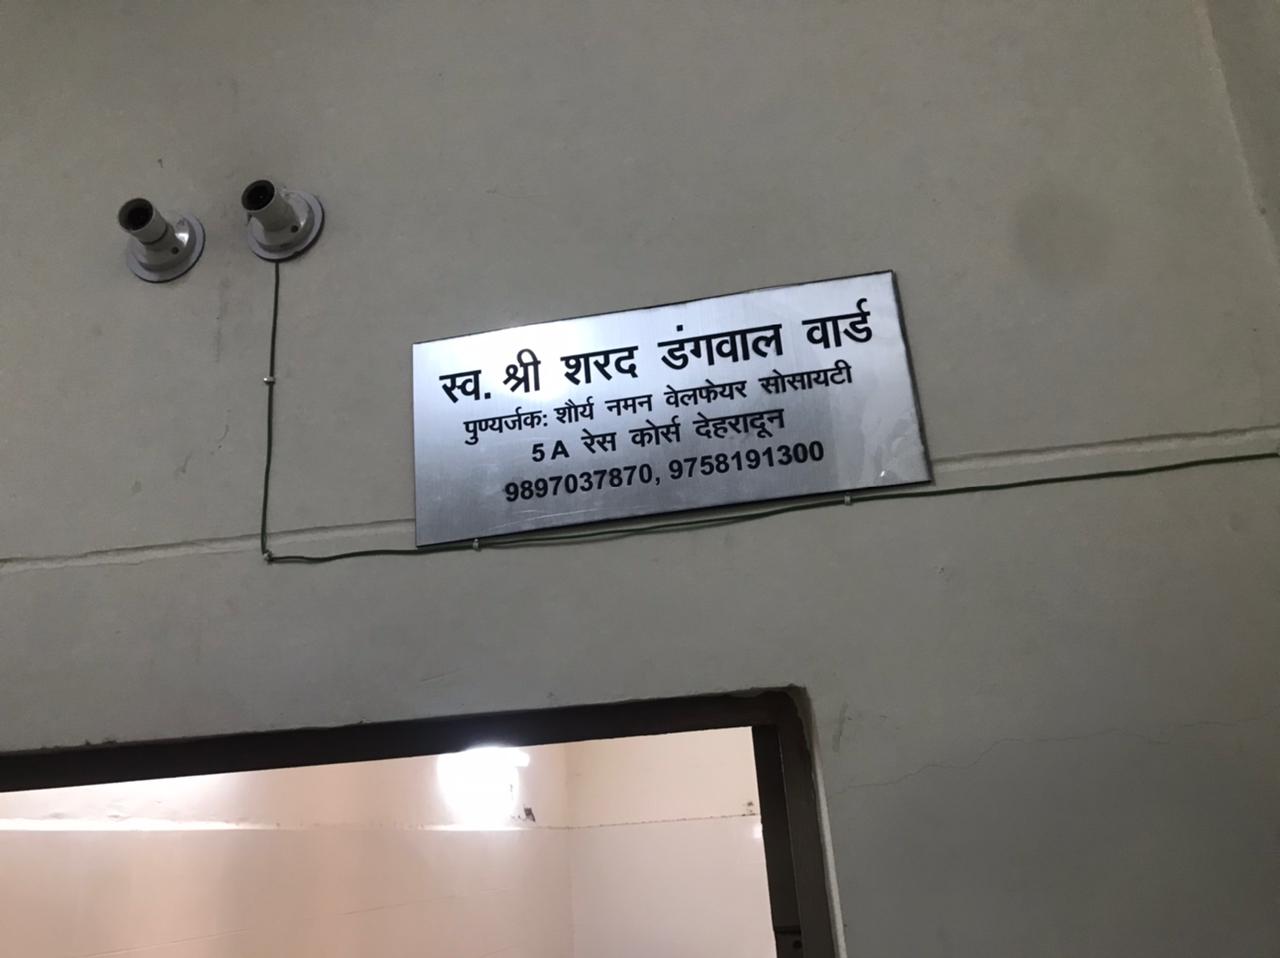 स्व. श्री शरद डंगवाल वार्ड
पुण्यर्जक: शौर्य नमन वेलफेयर सोसायटी
5 A रेस कोर्स देहरादून
9897037870, 9758191300